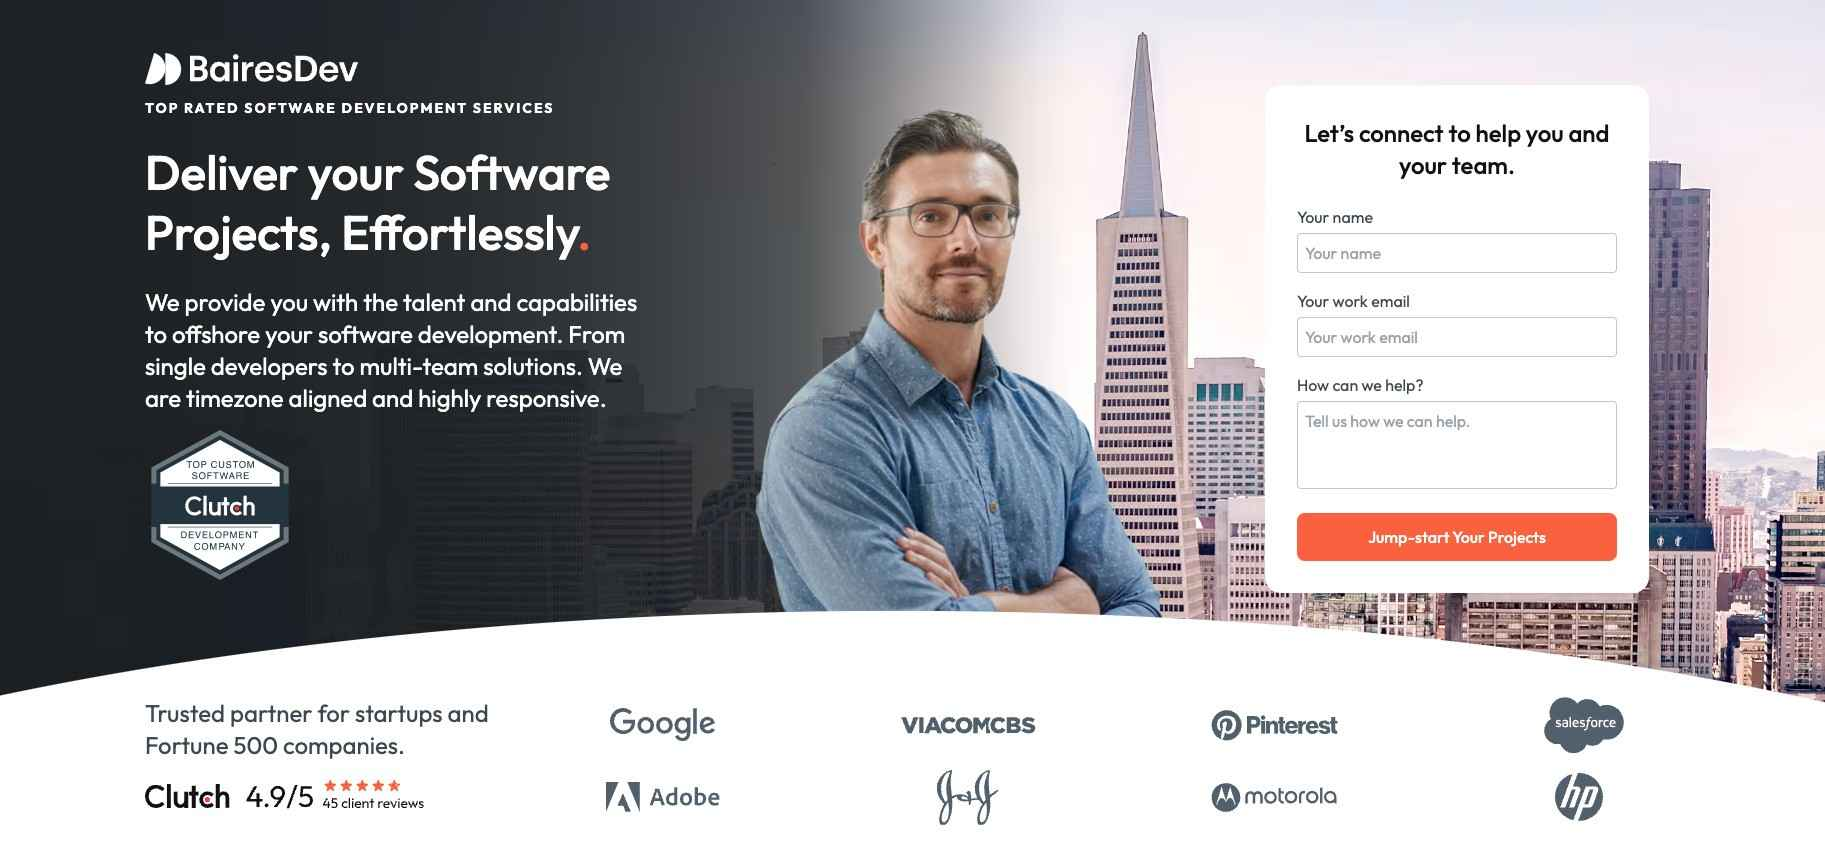 BairesDev
TOP RATED SOFTWARE DEVELOPMENT SERVICES
Deliver your Software
Projects, Effortlessly.
We provide you with the talent and capabilities
to offshore your software development. From
single developers to multi-team solutions. We
are timezone aligned and highly responsive.
TOP CUSTOM
SOFTWARE
Clutch
DEVELOPMENT
COMPANY
Let's connect to help you and
your team.
Your name
Your name
Your work email
Your work email
How can we help?
Tell us how we can help.
Jump-start Your Projects
Trusted partner for startups and
Fortune 500 companies.
Clutch 4.9/5
45 client reviews
Google
VIACOMCBS
Pinterest
salesforce
Adobe
J&J
motorola
hp